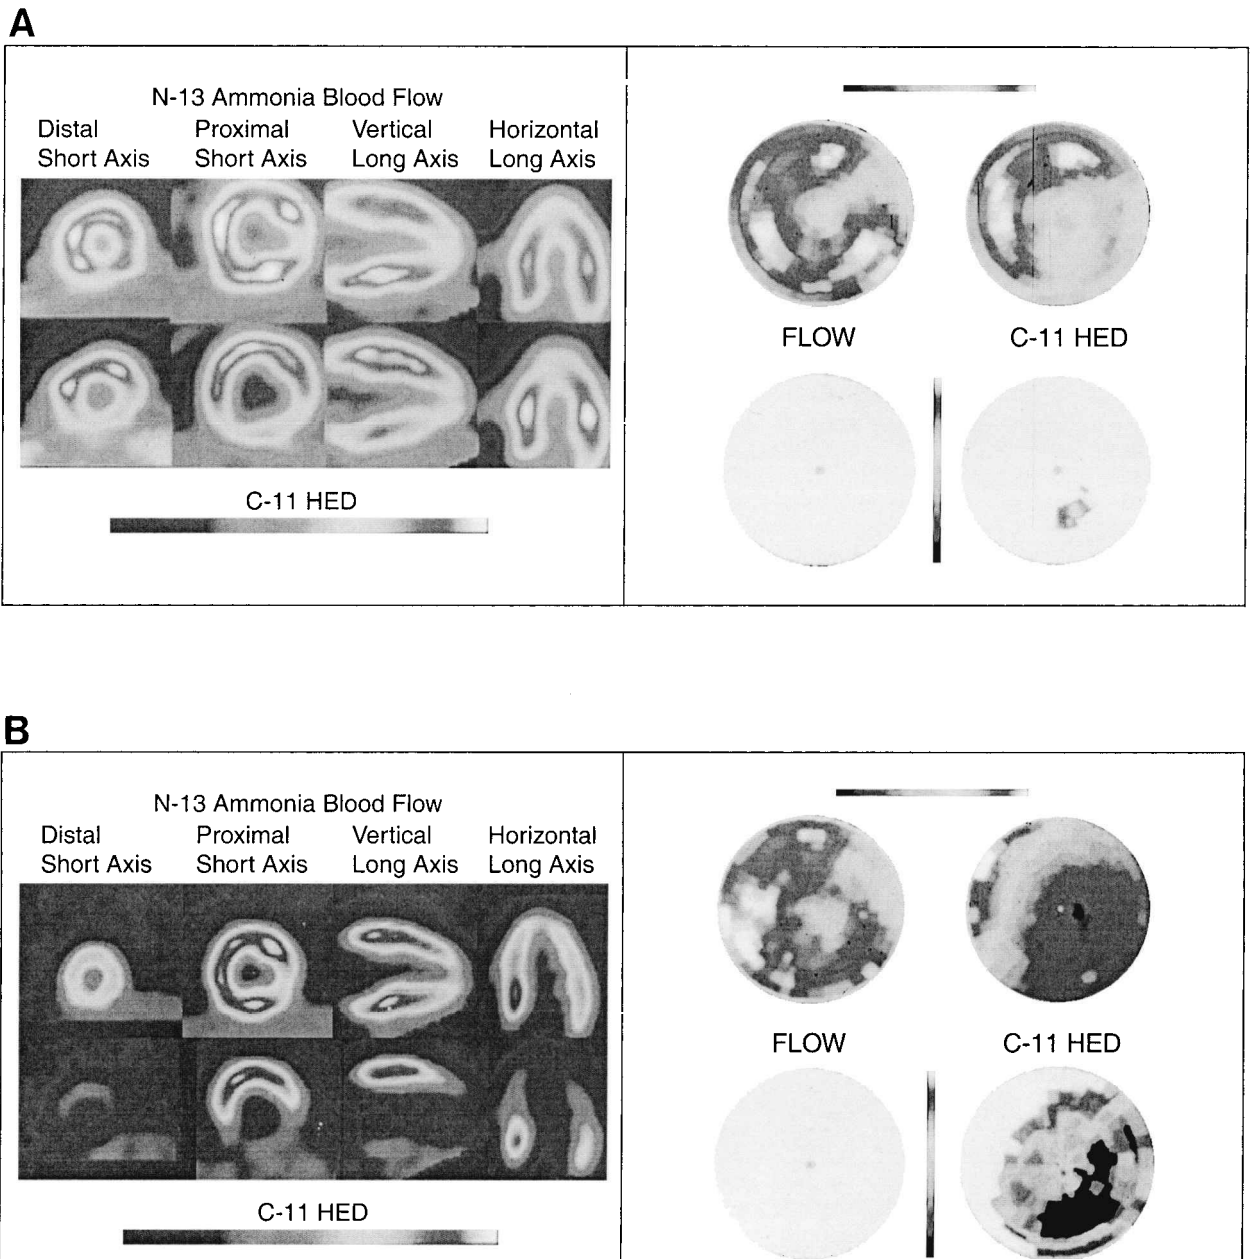 A
N-13 Ammonia Blood Flow
Distal Short Axis
Proximal Short Axis
Vertical Long Axis
Horizontal Long Axis
C-11 HED
FLOW
C-11 HED
B
N-13 Ammonia Blood Flow
Distal Short Axis
Proximal Short Axis
Vertical Long Axis
Horizontal Long Axis
C-11 HED
FLOW
C-11 HED